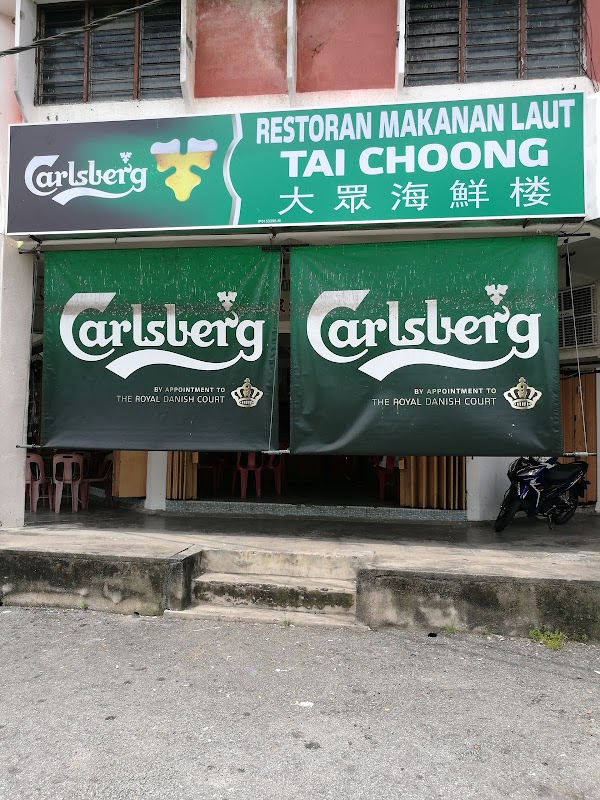 Carlsberg
RESTORAN MAKANAN LAUT
TAI CHOONG
大眾海鮮楼
Carlsberg
BY APPOINTMENT TO
THE ROYAL DANISH COURT
Carlsberg
BY APPOINTMENT TO
THE ROYAL DANISH COURT